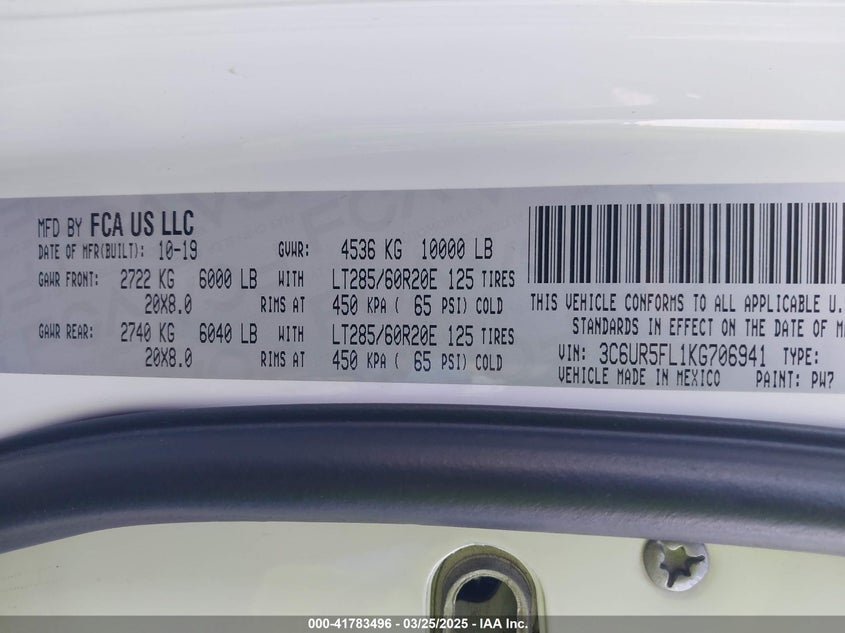 MFD BY FCA US LLC
DATE OF MFR(BUILT): 10-19 GVWR: 4536 KG 10000 LB
GAWR FRONT: 2722 KG 6000 LB WITH LT285/60R20E 125 TIRES
20X8.0 RIMS AT 450 KPA ( 65 PSI) COLD
GAWR REAR: 2740 KG 6040 LB WITH LT285/60R20E 125 TIRES
20X8.0 RIMS AT 450 KPA ( 65 PSI) COLD
THIS VEHICLE CONFORMS TO ALL APPLICABLE U.
STANDARDS IN EFFECT ON THE DATE OF M
VIN: 3C6UR5FL1KG706941 TYPE:
VEHICLE MADE IN MEXICO PAINT: PW7
000-41783496 - 03/25/2025 - IAA Inc.